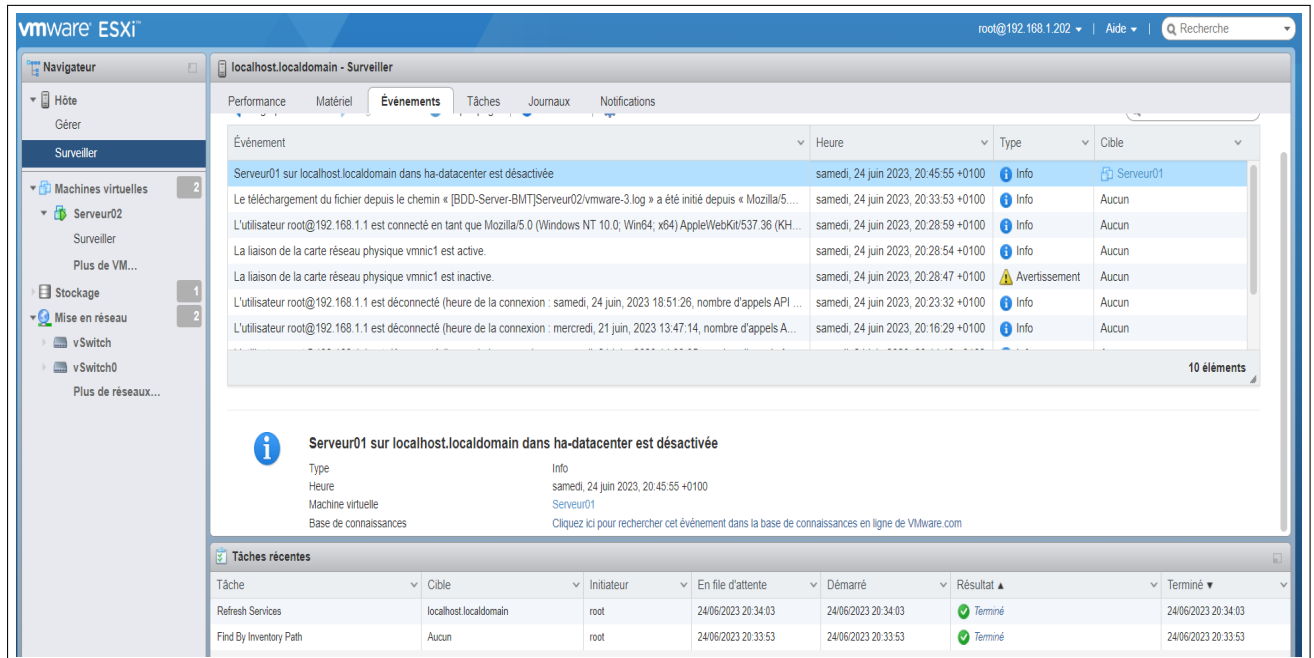 vmware ESXi™
root@192.168.1.202 | Aide | Recherche
Navigateur
Hôte
Gérer
Surveiller
Machines virtuelles 2
Serveur02
Surveiller
Plus de VM...
Stockage 1
Mise en réseau 2
vSwitch
vSwitch0
Plus de réseaux...
localhost.localdomain - Surveiller
Performance Matériel Événements Tâches Journaux Notifications
Événement Heure Type Cible
Serveur01 sur localhost.localdomain dans ha-datacenter est désactivée samedi, 24 juin 2023, 20:45:55 +0100 Info Serveur01
Le téléchargement du fichier depuis le chemin « [BDD-Server-BMT]Serveur02/vmware-3.log » a été initié depuis « Mozilla/5.... samedi, 24 juin 2023, 20:33:53 +0100 Info Aucun
L'utilisateur root@192.168.1.1 est connecté en tant que Mozilla/5.0 (Windows NT 10.0; Win64; x64) AppleWebKit/537.36 (KH... samedi, 24 juin 2023, 20:28:59 +0100 Info Aucun
La liaison de la carte réseau physique vmnic1 est active. samedi, 24 juin 2023, 20:28:54 +0100 Info Aucun
La liaison de la carte réseau physique vmnic1 est inactive. samedi, 24 juin 2023, 20:28:47 +0100 Avertissement Aucun
L'utilisateur root@192.168.1.1 est déconnecté (heure de la connexion : samedi, 24 juin, 2023 18:51:26, nombre d'appels API ... samedi, 24 juin 2023, 20:23:32 +0100 Info Aucun
L'utilisateur root@192.168.1.1 est déconnecté (heure de la connexion : mercredi, 21 juin, 2023 13:47:14, nombre d'appels A... samedi, 24 juin 2023, 20:16:29 +0100 Info Aucun
10 éléments
Serveur01 sur localhost.localdomain dans ha-datacenter est désactivée
Type Info
Heure samedi, 24 juin 2023, 20:45:55 +0100
Machine virtuelle Serveur01
Base de connaissances Cliquez ici pour rechercher cet événement dans la base de connaissances en ligne de VMware.com
Tâches récentes
Tâche Cible Initiateur En file d'attente Démarré Résultat ▲ Terminé ▼
Refresh Services localhost.localdomain root 24/06/2023 20:34:03 24/06/2023 20:34:03 Terminé 24/06/2023 20:34:03
Find By Inventory Path Aucun root 24/06/2023 20:33:53 24/06/2023 20:33:53 Terminé 24/06/2023 20:33:53